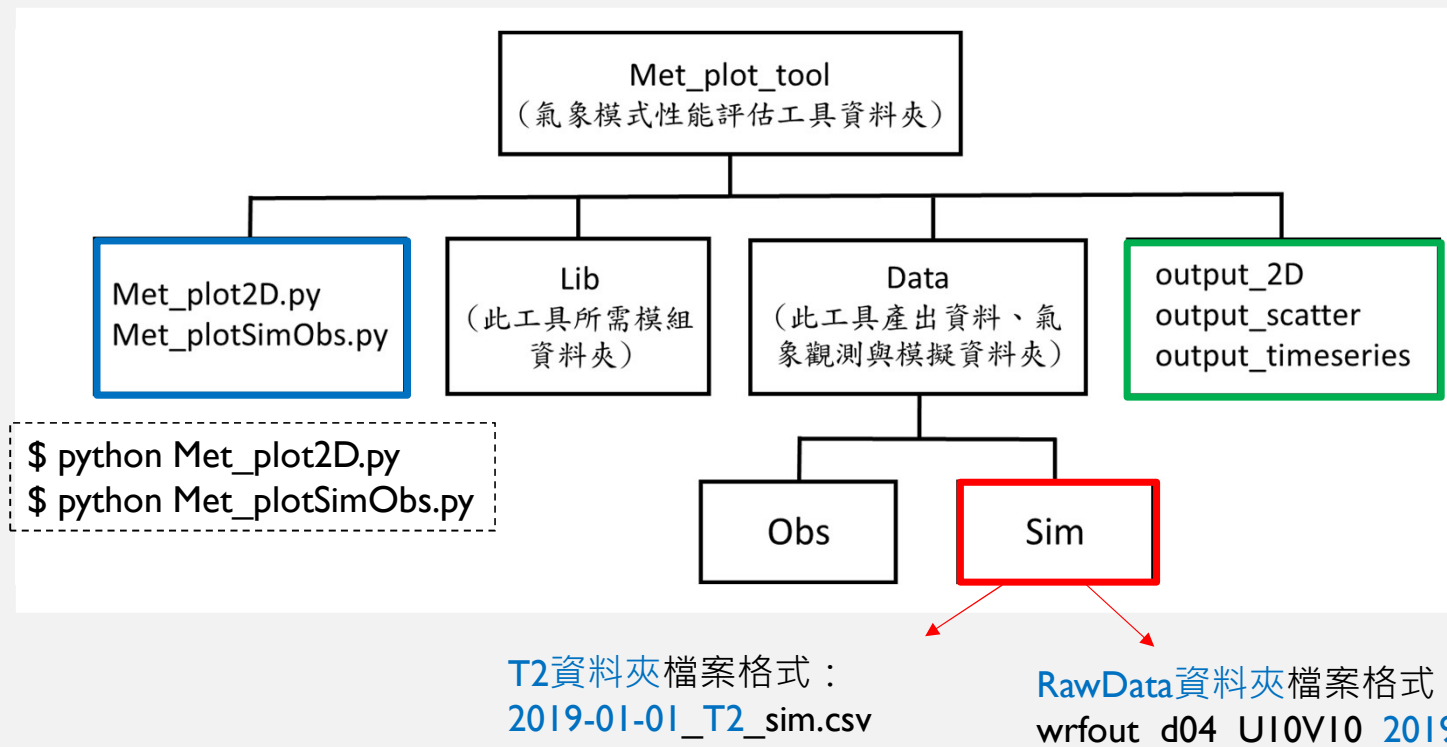 Met_plot_tool
（氣象模式性能評估工具資料夾）
Met_plot2D.py
Met_plotSimObs.py
Lib
（此工具所需模組
資料夾）
Data
（此工具產出資料、氣
象觀測與模擬資料夾）
output_2D
output_scatter
output_timeseries
$ python Met_plot2D.py
$ python Met_plotSimObs.py
Obs
Sim
T2資料夾檔案格式：
2019-01-01_T2_sim.csv
RawData資料夾檔案格式
wrfout_d04_U10V10_2019